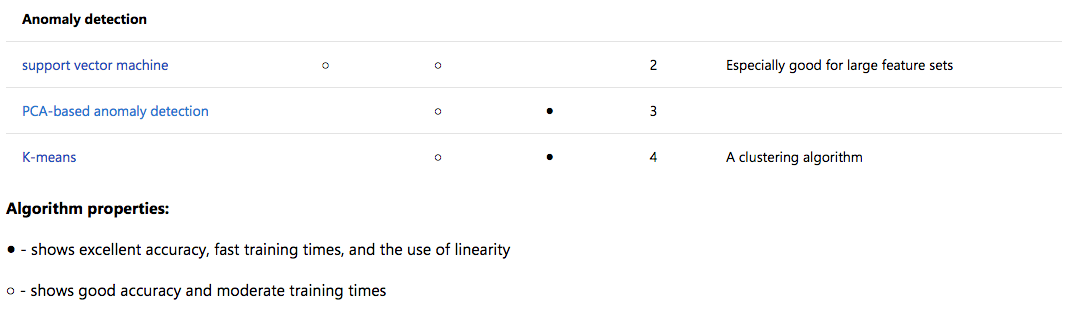 Anomaly detection
support vector machine ○ ○ 2 Especially good for large feature sets
PCA-based anomaly detection ○ ● 3
K-means ○ ● 4 A clustering algorithm
Algorithm properties:
● - shows excellent accuracy, fast training times, and the use of linearity
○ - shows good accuracy and moderate training times